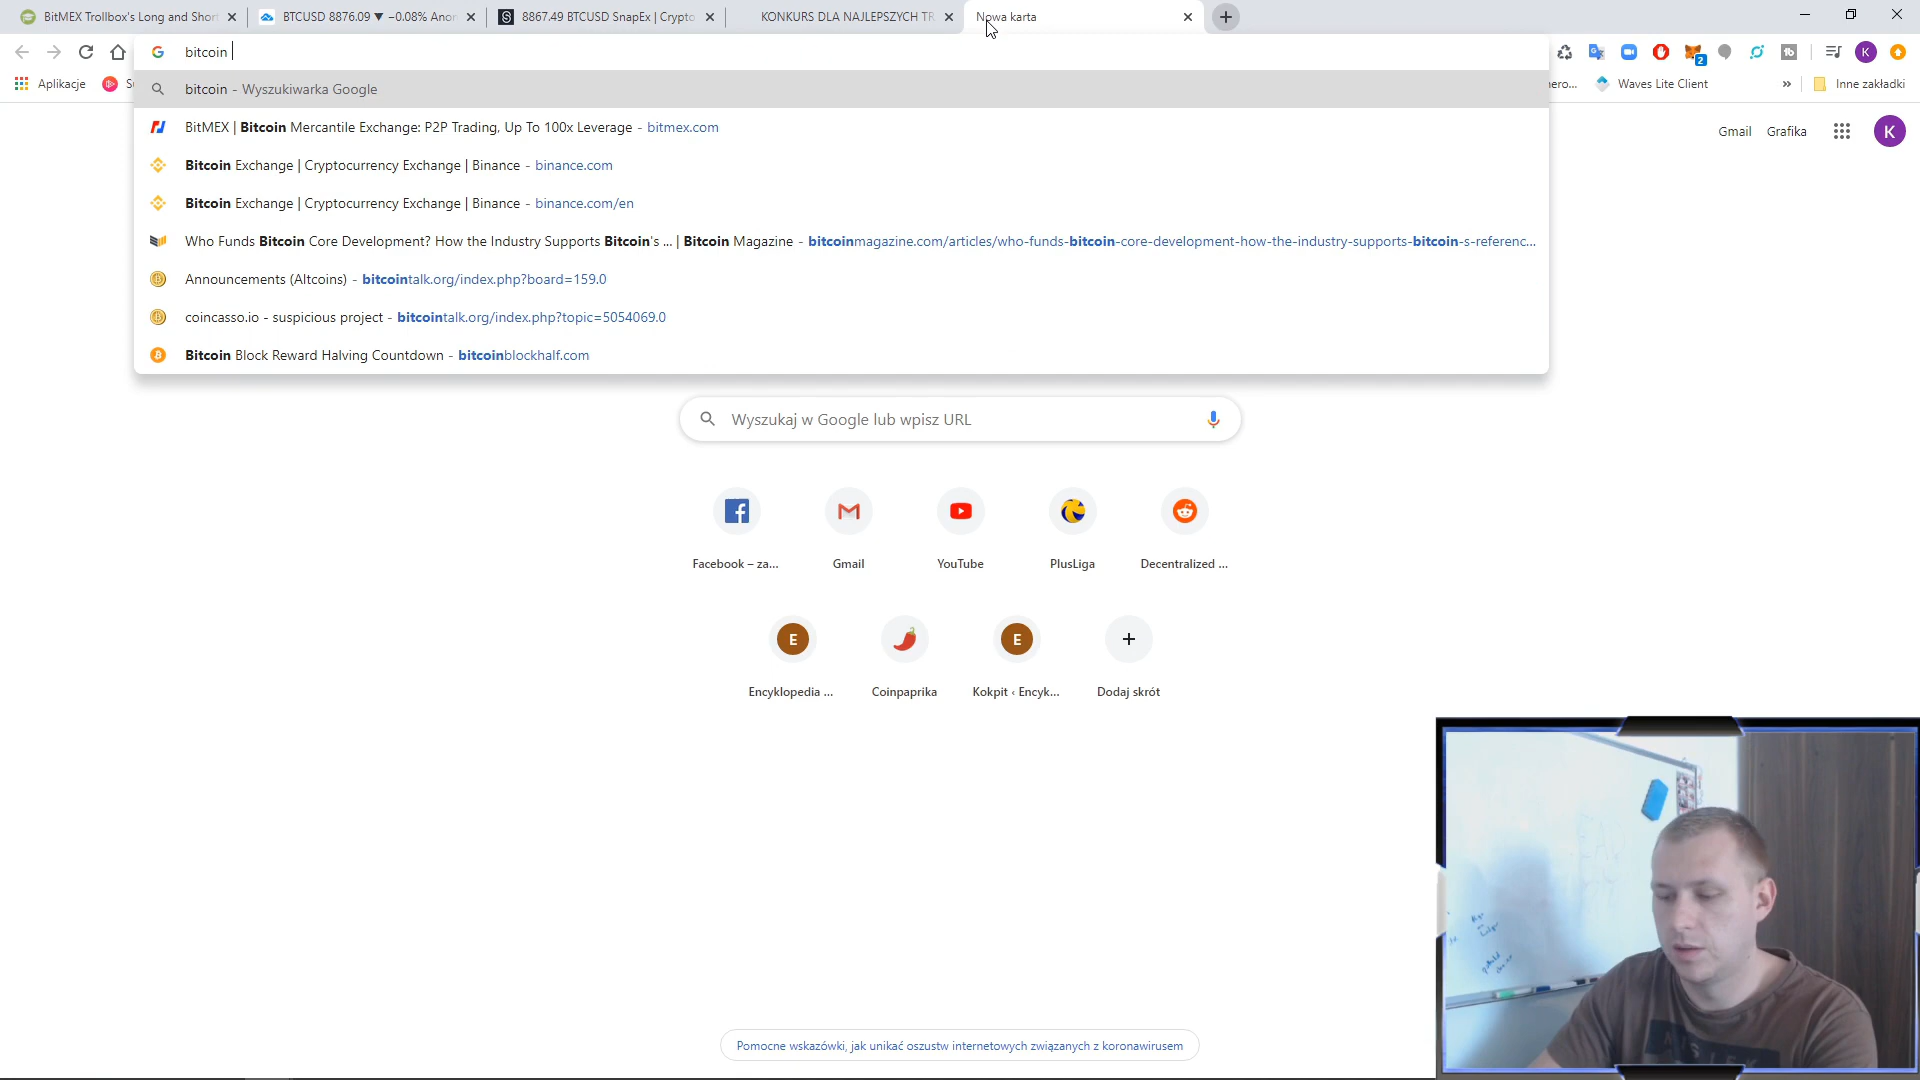 BitMEX Trollbox's Long and Short
BTCUSD 8876.09 ▼ −0.08% Anon
8867.49 BTCUSD SnapEx | Crypto
KONKURS DLA NAJLEPSZYCH TR
Nowa karta
bitcoin
2
K
Aplikacje
bitcoin - Wyszukiwarka Google
Waves Lite Client
»
Inne zakładki
BitMEX | Bitcoin Mercantile Exchange: P2P Trading, Up To 100x Leverage - bitmex.com
Gmail
Grafika
K
Bitcoin Exchange | Cryptocurrency Exchange | Binance - binance.com
Bitcoin Exchange | Cryptocurrency Exchange | Binance - binance.com/en
Who Funds Bitcoin Core Development? How the Industry Supports Bitcoin's ... | Bitcoin Magazine - bitcoinmagazine.com/articles/who-funds-bitcoin-core-development-how-the-industry-supports-bitcoin-s-referenc...
Announcements (Altcoins) - bitcointalk.org/index.php?board=159.0
coincasso.io - suspicious project - bitcointalk.org/index.php?topic=5054069.0
Bitcoin Block Reward Halving Countdown - bitcoinblockhalf.com
Wyszukaj w Google lub wpisz URL
Facebook – za...
Gmail
YouTube
PlusLiga
Decentralized ...
E
E
Encyklopedia ...
Coinpaprika
Kokpit ‹ Encyk...
Dodaj skrót
Pomocne wskazówki, jak unikać oszustw internetowych związanych z koronawirusem